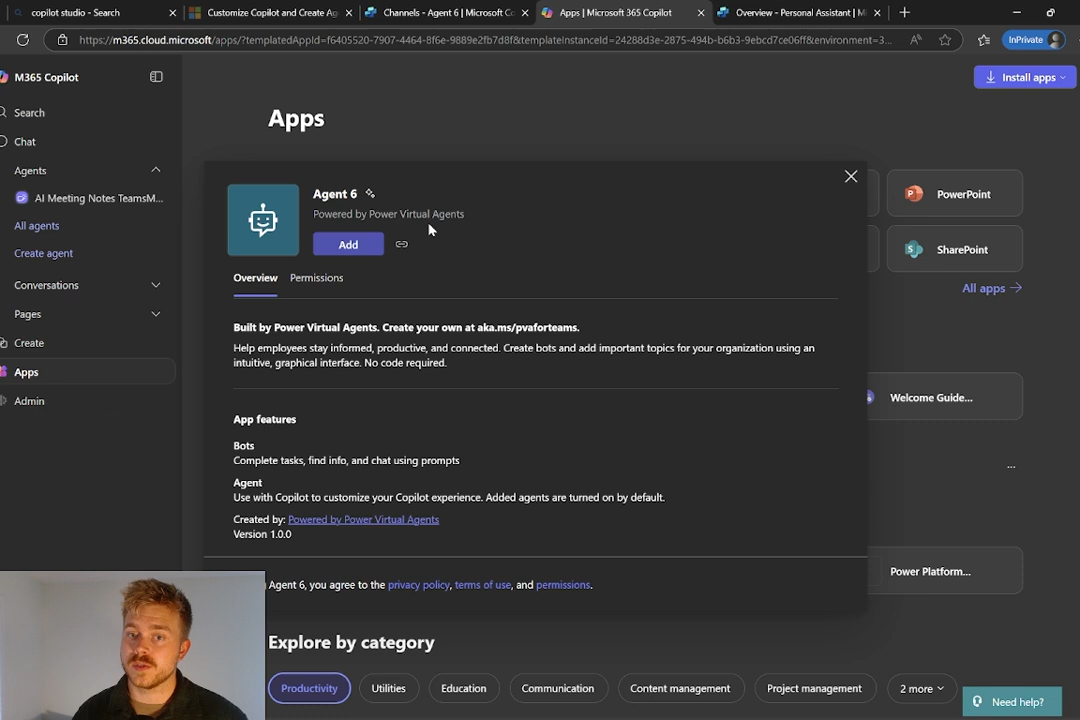 copilot studio - Search
Customize Copilot and Create Ag
Channels - Agent 6 | Microsoft Co
Apps | Microsoft 365 Copilot
Overview - Personal Assistant | M
https://m365.cloud.microsoft/apps/?templatedAppId=f6405520-7907-4464-8f6e-9889e2fb7d8f&templateInstanceId=24288d3e-2875-494b-b6b3-9ebcd7ce06ff&environment=3...
InPrivate
M365 Copilot
Install apps
Search
Chat
Agents
AI Meeting Notes TeamsM...
All agents
Create agent
Conversations
Pages
Create
Apps
Admin
Apps
PowerPoint
SharePoint
All apps
Welcome Guide...
...
Power Platform...
Agent 6
Powered by Power Virtual Agents
Add
Overview
Permissions
Built by Power Virtual Agents. Create your own at aka.ms/pvaforteams.
Help employees stay informed, productive, and connected. Create bots and add important topics for your organization using an
intuitive, graphical interface. No code required.
App features
Bots
Complete tasks, find info, and chat using prompts
Agent
Use with Copilot to customize your Copilot experience. Added agents are turned on by default.
Created by: Powered by Power Virtual Agents
Version 1.0.0
Agent 6, you agree to the privacy policy, terms of use, and permissions.
Explore by category
Productivity
Utilities
Education
Communication
Content management
Project management
2 more
Need help?